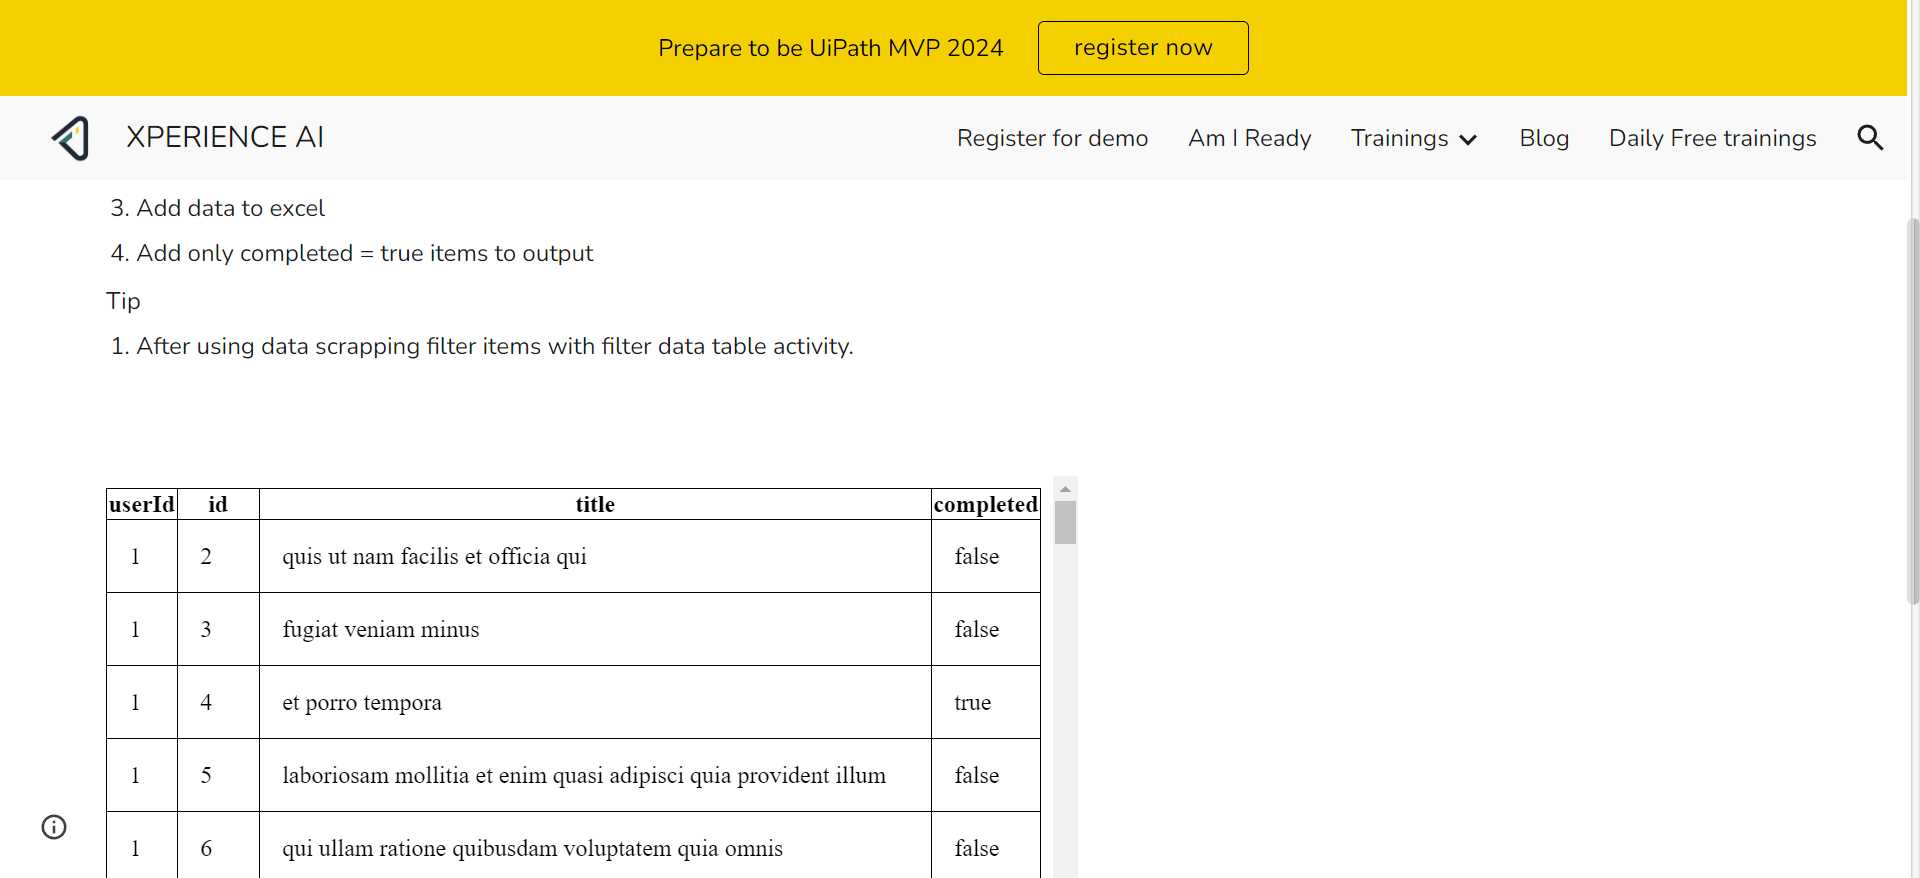 Prepare to be UiPath MVP 2024
register now
XPERIENCE AI
Register for demo
Am I Ready
Trainings
Blog
Daily Free trainings
3. Add data to excel
4. Add only completed = true items to output
Tip
1. After using data scrapping filter items with filter data table activity.
userId id title completed
1 2 quis ut nam facilis et officia qui false
1 3 fugiat veniam minus false
1 4 et porro tempora true
1 5 laboriosam mollitia et enim quasi adipisci quia provident illum false
1 6 qui ullam ratione quibusdam voluptatem quia omnis false